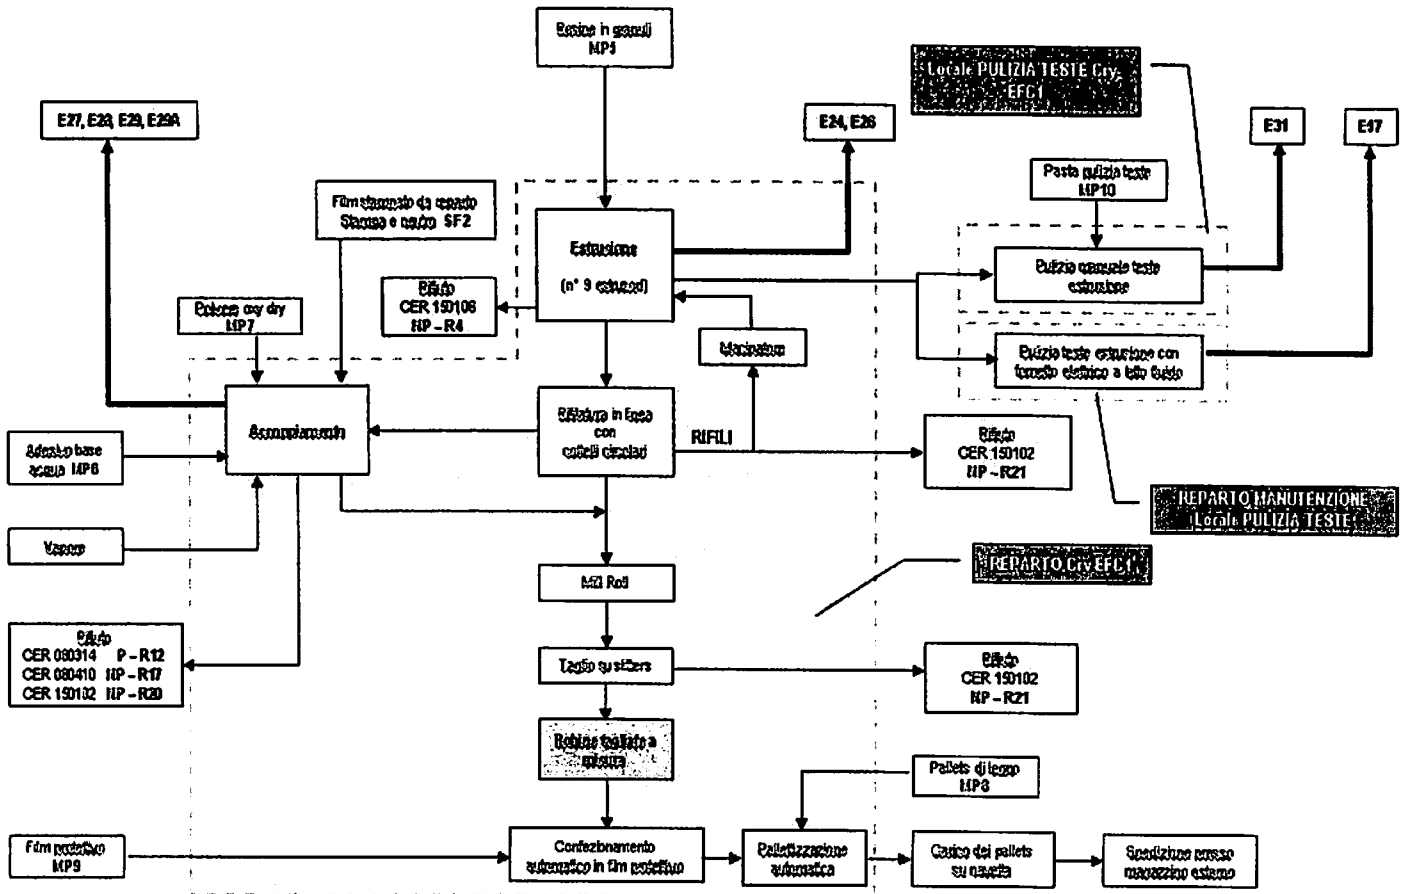 Resine in granuli
MP5
Locale PULIZIA TESTE Cry-
EFC1
E27, E28, E29, E29A
E24, E26
E31
E17
Pasta pulizia teste
MP10
Film stampato da reparto
Stampa e neutro SF2
Estrusione
(n° 9 estrusori)
Pulizia manuale teste
estrusione
Rifiuto
CER 150106
NP – R4
oxy dry
MP7
Macinatore
Pulizia teste estrusione con
fornetto elettrico a letto fluido
Accoppiamento
Rifilatura in linea
con
coltelli circolari
RIFILI
Rifiuto
CER 150102
NP – R21
Adesivo base
acqua MP6
REPARTO MANUTENZIONE
Locale PULIZIA TESTE
Vapore
REPARTO Cry EFC1
Mill Roll
Rifiuto
CER 080314 P – R12
CER 080410 NP – R17
CER 150102 NP – R20
Taglio su slitters
Rifiuto
CER 150102
NP – R21
Bobine tagliate a
misura
Pallets di legno
MP8
Film protettivo
MP9
Confezionamento
automatico in film protettivo
Pallettizzazione
automatica
Carico dei pallets
su navetta
Spedizione presso
magazzino esterno